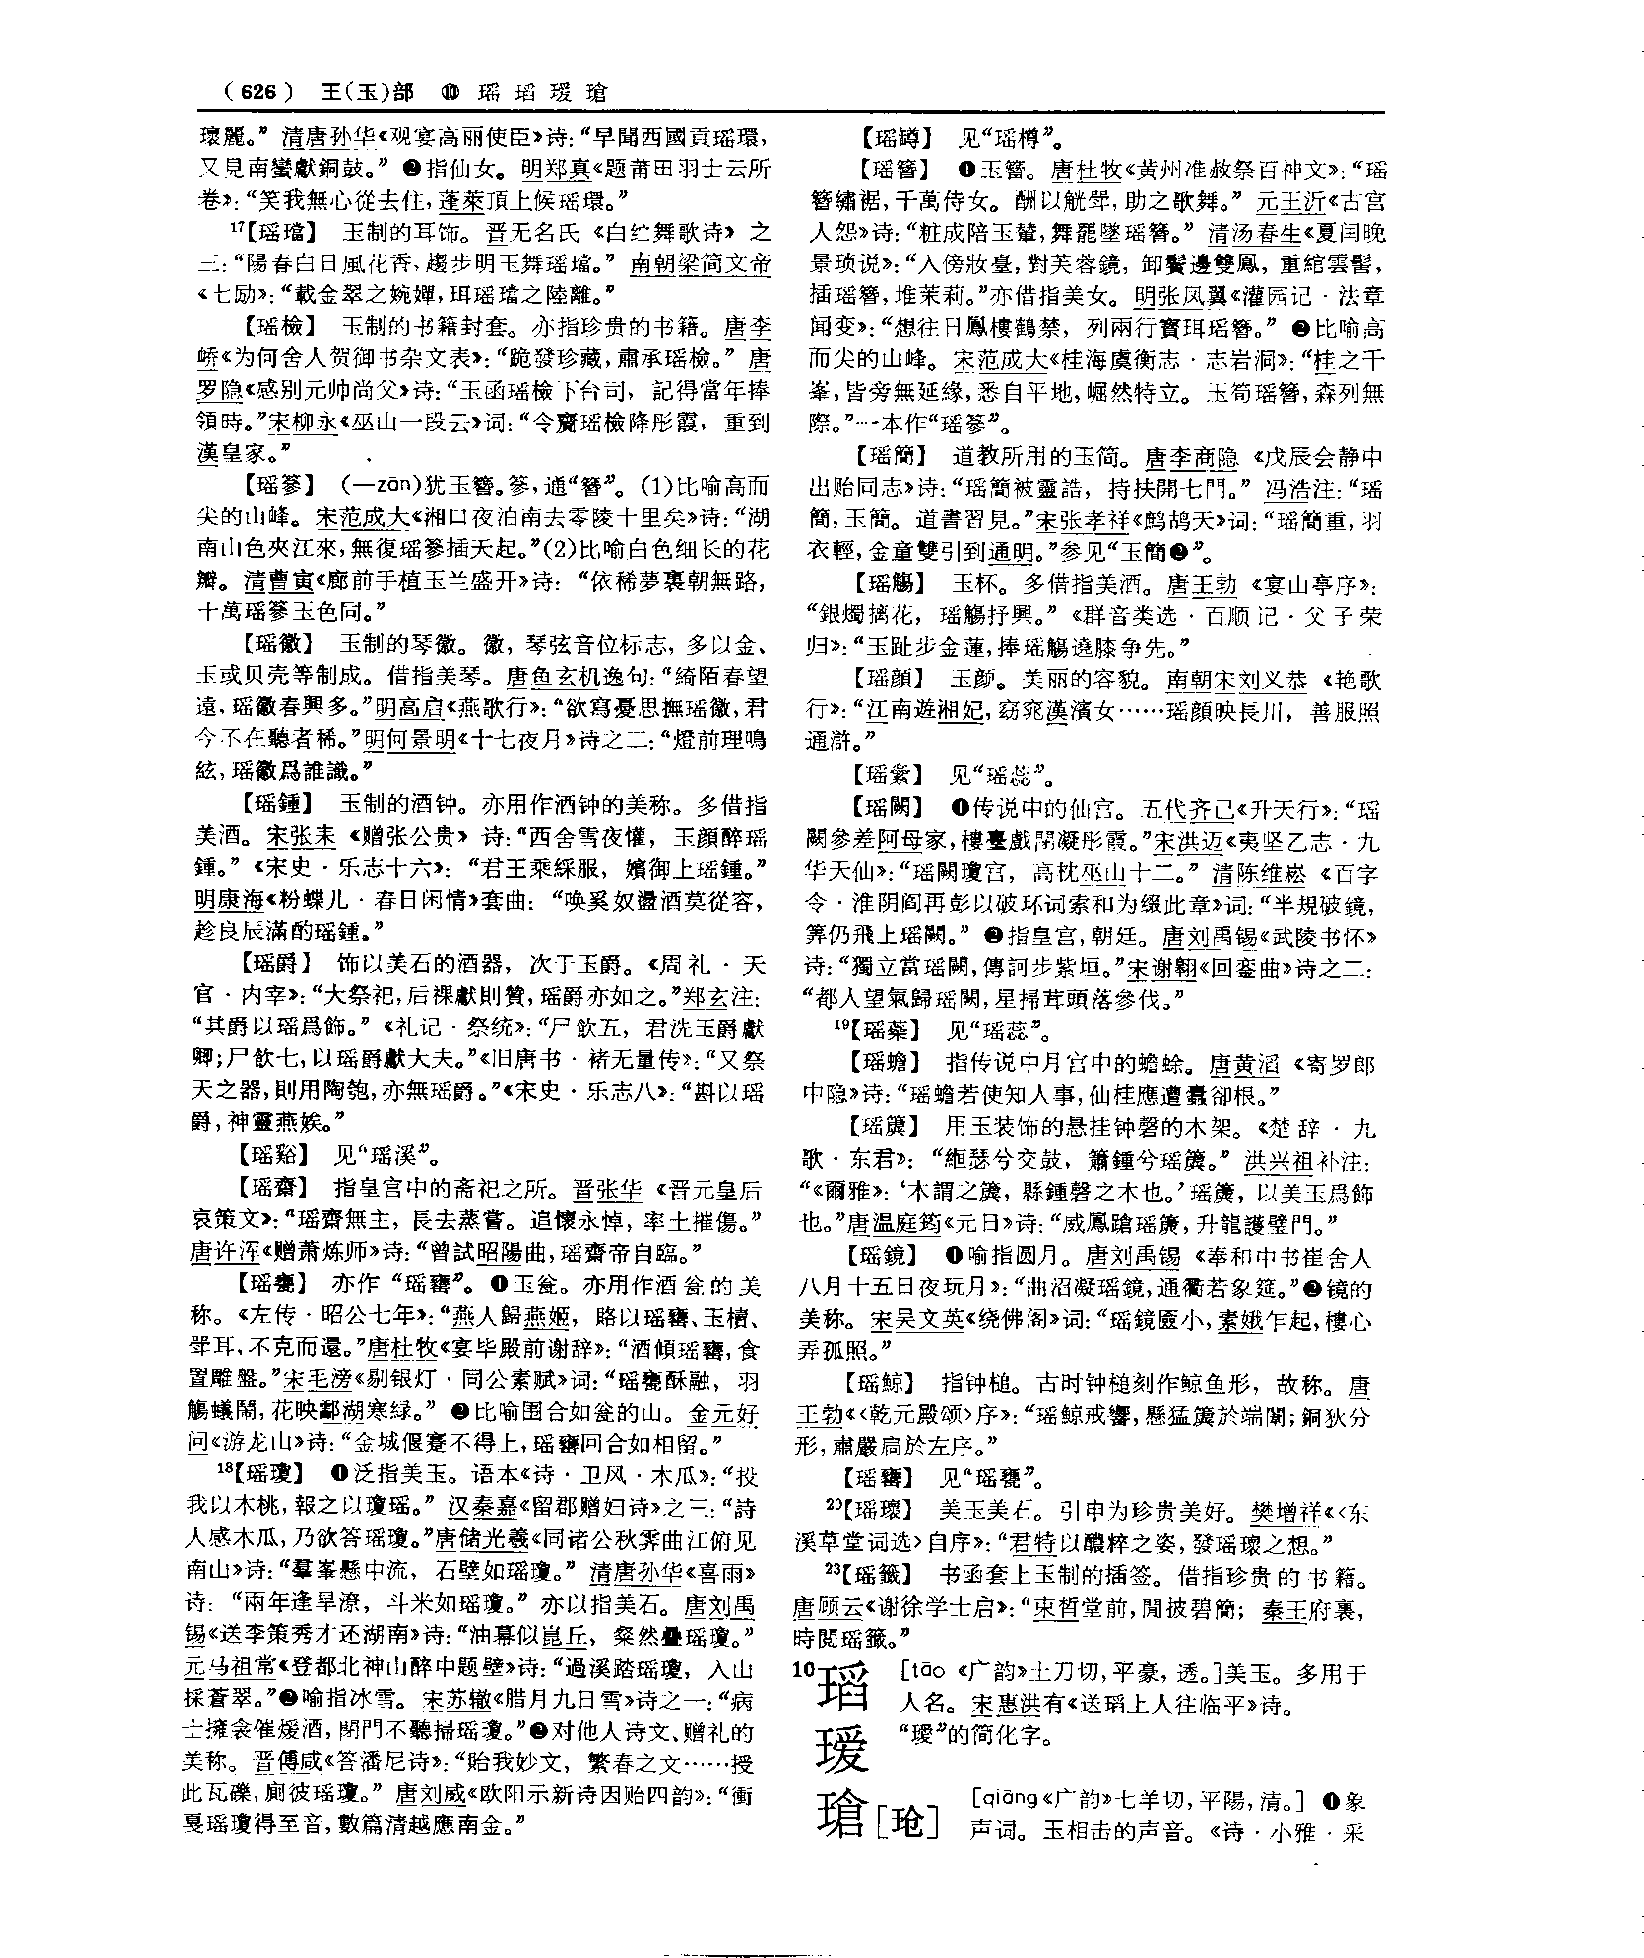 (626) 王(玉)部 ⑩ 瑶 瑫 瑷 瑲
瓌麗。”清唐孙华《观宴高丽使臣》诗:“早聞西國貢瑶環,
又見南蠻獻銅鼓。”❷指仙女。明郑真《题莆田羽士云所
卷》:“笑我無心從去住,蓬萊頂上候瑶環。”
17【瑶璫】 玉制的耳饰。晋无名氏《白纻舞歌诗》之
三:“陽春白日風花香,趨步明玉舞瑶璫。”南朝梁简文帝
《七励》:“載金翠之婉嬋,珥瑶璫之陸離。”
【瑶檢】 玉制的书籍封套。亦指珍贵的书籍。唐李
峤《为何舍人贺御书杂文表》:“跪發珍藏,肅承瑶檢。”唐
罗隐《感别元帅尚父》诗:“玉函瑶檢下台司,記得當年捧
領時。”宋柳永《巫山一段云》词:“令齎瑶檢降彤霞,重到
漢皇家。”
【瑶篸】 (—zān)犹玉簪。篸,通“簪”。(1)比喻高而
尖的山峰。宋范成大《湘口夜泊南去零陵十里矣》诗:“湖
南山色夾江來,無復瑶篸插天起。”(2)比喻白色细长的花
瓣。清曹寅《廊前手植玉兰盛开》诗:“依稀夢裏朝無路,
十萬瑶篸玉色同。”
【瑶徽】 玉制的琴徽。徽,琴弦音位标志,多以金、
玉或贝壳等制成。借指美琴。唐鱼玄机逸句:“綺陌春望
遠,瑶徽春興多。”明高启《燕歌行》:“欲寫憂思撫瑶徽,君
今不在聽者稀。”明何景明《十七夜月》诗之二:“燈前理鳴
絃,瑶徽爲誰識。”
【瑶鍾】 玉制的酒钟。亦用作酒钟的美称。多借指
美酒。宋张耒《赠张公贵》诗:“西舍雪夜懽,玉顔醉瑶
鍾。”《宋史·乐志十六》:“君王乘綵服,嬪御上瑶鍾。”
明康海《粉蝶儿·春日闲情》套曲:“唤奚奴盪酒莫從容,
趁良辰滿酌瑶鍾。”
【瑶爵】 饰以美石的酒器,次于玉爵。《周礼·天
官·内宰》:“大祭祀,后祼獻則贊,瑶爵亦如之。”郑玄注:
“其爵以瑶爲飾。”《礼记·祭统》:“尸飲五,君洗玉爵獻
卿;尸飲七,以瑶爵獻大夫。”《旧唐书·褚无量传》:“又祭
天之器,則用陶匏,亦無瑶爵。”《宋史·乐志八》:“斟以瑶
爵,神靈燕娭。”
【瑶谿】 见“瑶溪”。
【瑶齋】 指皇宫中的斋祀之所。晋张华《晋元皇后
哀策文》:“瑶齋無主,長去蒸嘗。追懷永悼,率土摧傷。”
唐许浑《赠萧炼师》诗:“曾試昭陽曲,瑶齋帝自臨。”
【瑶甕】 亦作“瑶罋”。❶玉瓮。亦用作酒瓮的美
称。《左传·昭公七年》:“燕人歸燕姬,賂以瑶罋、玉櫝、
斝耳,不克而還。”唐杜牧《宴毕殿前谢辞》:“酒傾瑶罋,食
置雕盤。”宋毛滂《剔银灯·同公素赋》词:“瑶甕酥融,羽
觴蟻鬧,花映酃湖寒绿。”❷比喻围合如瓮的山。金元好
问《游龙山》诗:“金城偃蹇不得上,瑶罋回合如相留。”
18【瑶瓊】 ❶泛指美玉。语本《诗·卫风·木瓜》:“投
我以木桃,報之以瓊瑶。”汉秦嘉《留郡赠妇诗》之三:“詩
人感木瓜,乃欲答瑶瓊。”唐储光羲《同诸公秋霁曲江俯见
南山》诗:“羣峯懸中流,石壁如瑶瓊。”清唐孙华《喜雨》
诗:“兩年逢旱潦,斗米如瑶瓊。”亦以指美石。唐刘禹
锡《送李策秀才还湖南》诗:“油幕似崑丘,粲然疊瑶瓊。”
元马祖常《登都北神山醉中题壁》诗:“過溪踏瑶瓊,入山
採蒼翠。”❷喻指冰雪。宋苏辙《腊月九日雪》诗之一:“病
士擁衾催煖酒,閉門不聽掃瑶瓊。”❷对他人诗文、赠礼的
美称。晋傅咸《答潘尼诗》:“貽我妙文,繁春之文……授
此瓦礫,廁彼瑶瓊。”唐刘威《欧阳示新诗因贻四韵》:“衝
戛瑶瓊得至音,數篇清越應南金。”
【瑶罇】 见“瑶樽”。
【瑶簪】 ❶玉簪。唐杜牧《黄州准赦祭百神文》:“瑶
簪繡裾,千萬侍女。酬以觥斝,助之歌舞。”元王沂《古宫
人怨》诗:“粧成陪玉輦,舞罷墜瑶簪。”清汤春生《夏闺晚
景琐说》:“入傍妝臺,對芙蓉鏡,卸鬢邊雙鳳,重綰雲髻,
插瑶簪,堆茉莉。”亦借指美女。明张凤翼《灌园记·法章
闻变》:“想往日鳳樓鶴禁,列兩行寶珥瑶簪。”❷比喻高
而尖的山峰。宋范成大《桂海虞衡志·志岩洞》:“桂之千
峯,皆旁無延緣,悉自平地,崛然特立。玉筍瑶簪,森列無
際。”一本作“瑶篸”。
【瑶簡】 道教所用的玉简。唐李商隐《戊辰会静中
出贻同志》诗:“瑶簡被靈誥,持扶開七門。”冯浩注:“瑶
簡,玉簡。道書習見。”宋张孝祥《鹧鸪天》词:“瑶簡重,羽
衣輕,金童雙引到通明。”参见“玉簡❷”。
【瑶觴】 玉杯。多借指美酒。唐王勃《宴山亭序》:
“銀燭摛花,瑶觴抒興。”《群音类选·百顺记·父子荣
归》:“玉趾步金蓮,捧瑶觴遶膝争先。”
【瑶顔】 玉颜。美丽的容貌。南朝宋刘义恭《艳歌
行》:“江南遊湘妃,窈窕漢濱女……瑶顔映長川,善服照
通滸。”
【瑶橤】 见“瑶蕊”。
【瑶闕】 ❶传说中的仙宫。五代齐己《升天行》:“瑶
闕參差阿母家,樓臺戲閉凝彤霞。”宋洪迈《夷坚乙志·九
华天仙》:“瑶闕瓊宫,高枕巫山十二。”清陈维崧《百字
令·淮阴阎再彭以破环词索和为缀此章》词:“半規破鏡,
筭仍飛上瑶闕。”❷指皇宫,朝廷。唐刘禹锡《武陵书怀》
诗:“獨立當瑶闕,傳訶步紫垣。”宋谢翱《回銮曲》诗之二:
“都人望氣歸瑶闕,星掃茸頭落參伐。”
19【瑶蘂】 见“瑶蕊”。
【瑶蟾】 指传说中月宫中的蟾蜍。唐黄滔《寄罗郎
中隐》诗:“瑶蟾若使知人事,仙桂應遭蠹卻根。”
【瑶簴】 用玉装饰的悬挂钟磬的木架。《楚辞·九
歌·东君》:“緪瑟兮交鼓,簫鍾兮瑶簴。”洪兴祖补注:
“《爾雅》:‘木謂之簴,縣鍾磬之木也。’瑶簴,以美玉爲飾
也。”唐温庭筠《元日》诗:“威鳳蹌瑶簴,升龍護璧門。”
【瑶鏡】 ❶喻指圆月。唐刘禹锡《奉和中书崔舍人
八月十五日夜玩月》:“曲沼凝瑶鏡,通衢若象筵。”❷镜的
美称。宋吴文英《绕佛阁》词:“瑶鏡匳小,素娥乍起,樓心
弄孤照。”
【瑶鯨】 指钟槌。古时钟槌刻作鲸鱼形,故称。唐
王勃《〈乾元殿颂〉序》:“瑶鯨戒響,懸猛簴於端闈;銅狄分
形,肅嚴扃於左序。”
【瑶罋】 见“瑶甕”。
20【瑶瓌】 美玉美石。引申为珍贵美好。樊增祥《〈东
溪草堂词选〉自序》:“君特以醲粹之姿,發瑶瓌之想。”
23【瑶籤】 书函套上玉制的插签。借指珍贵的书籍。
唐顾云《谢徐学士启》:“束晳堂前,閒披碧簡;秦王府裏,
時閱瑶籤。”
10瑫 [tāo《广韵》土刀切,平豪,透。]美玉。多用于
人名。宋惠洪有《送瑫上人往临平》诗。
瑷 “璦”的简化字。
瑲[玱] [qiāng《广韵》七羊切,平陽,清。] ❶象
声词。玉相击的声音。《诗·小雅·采